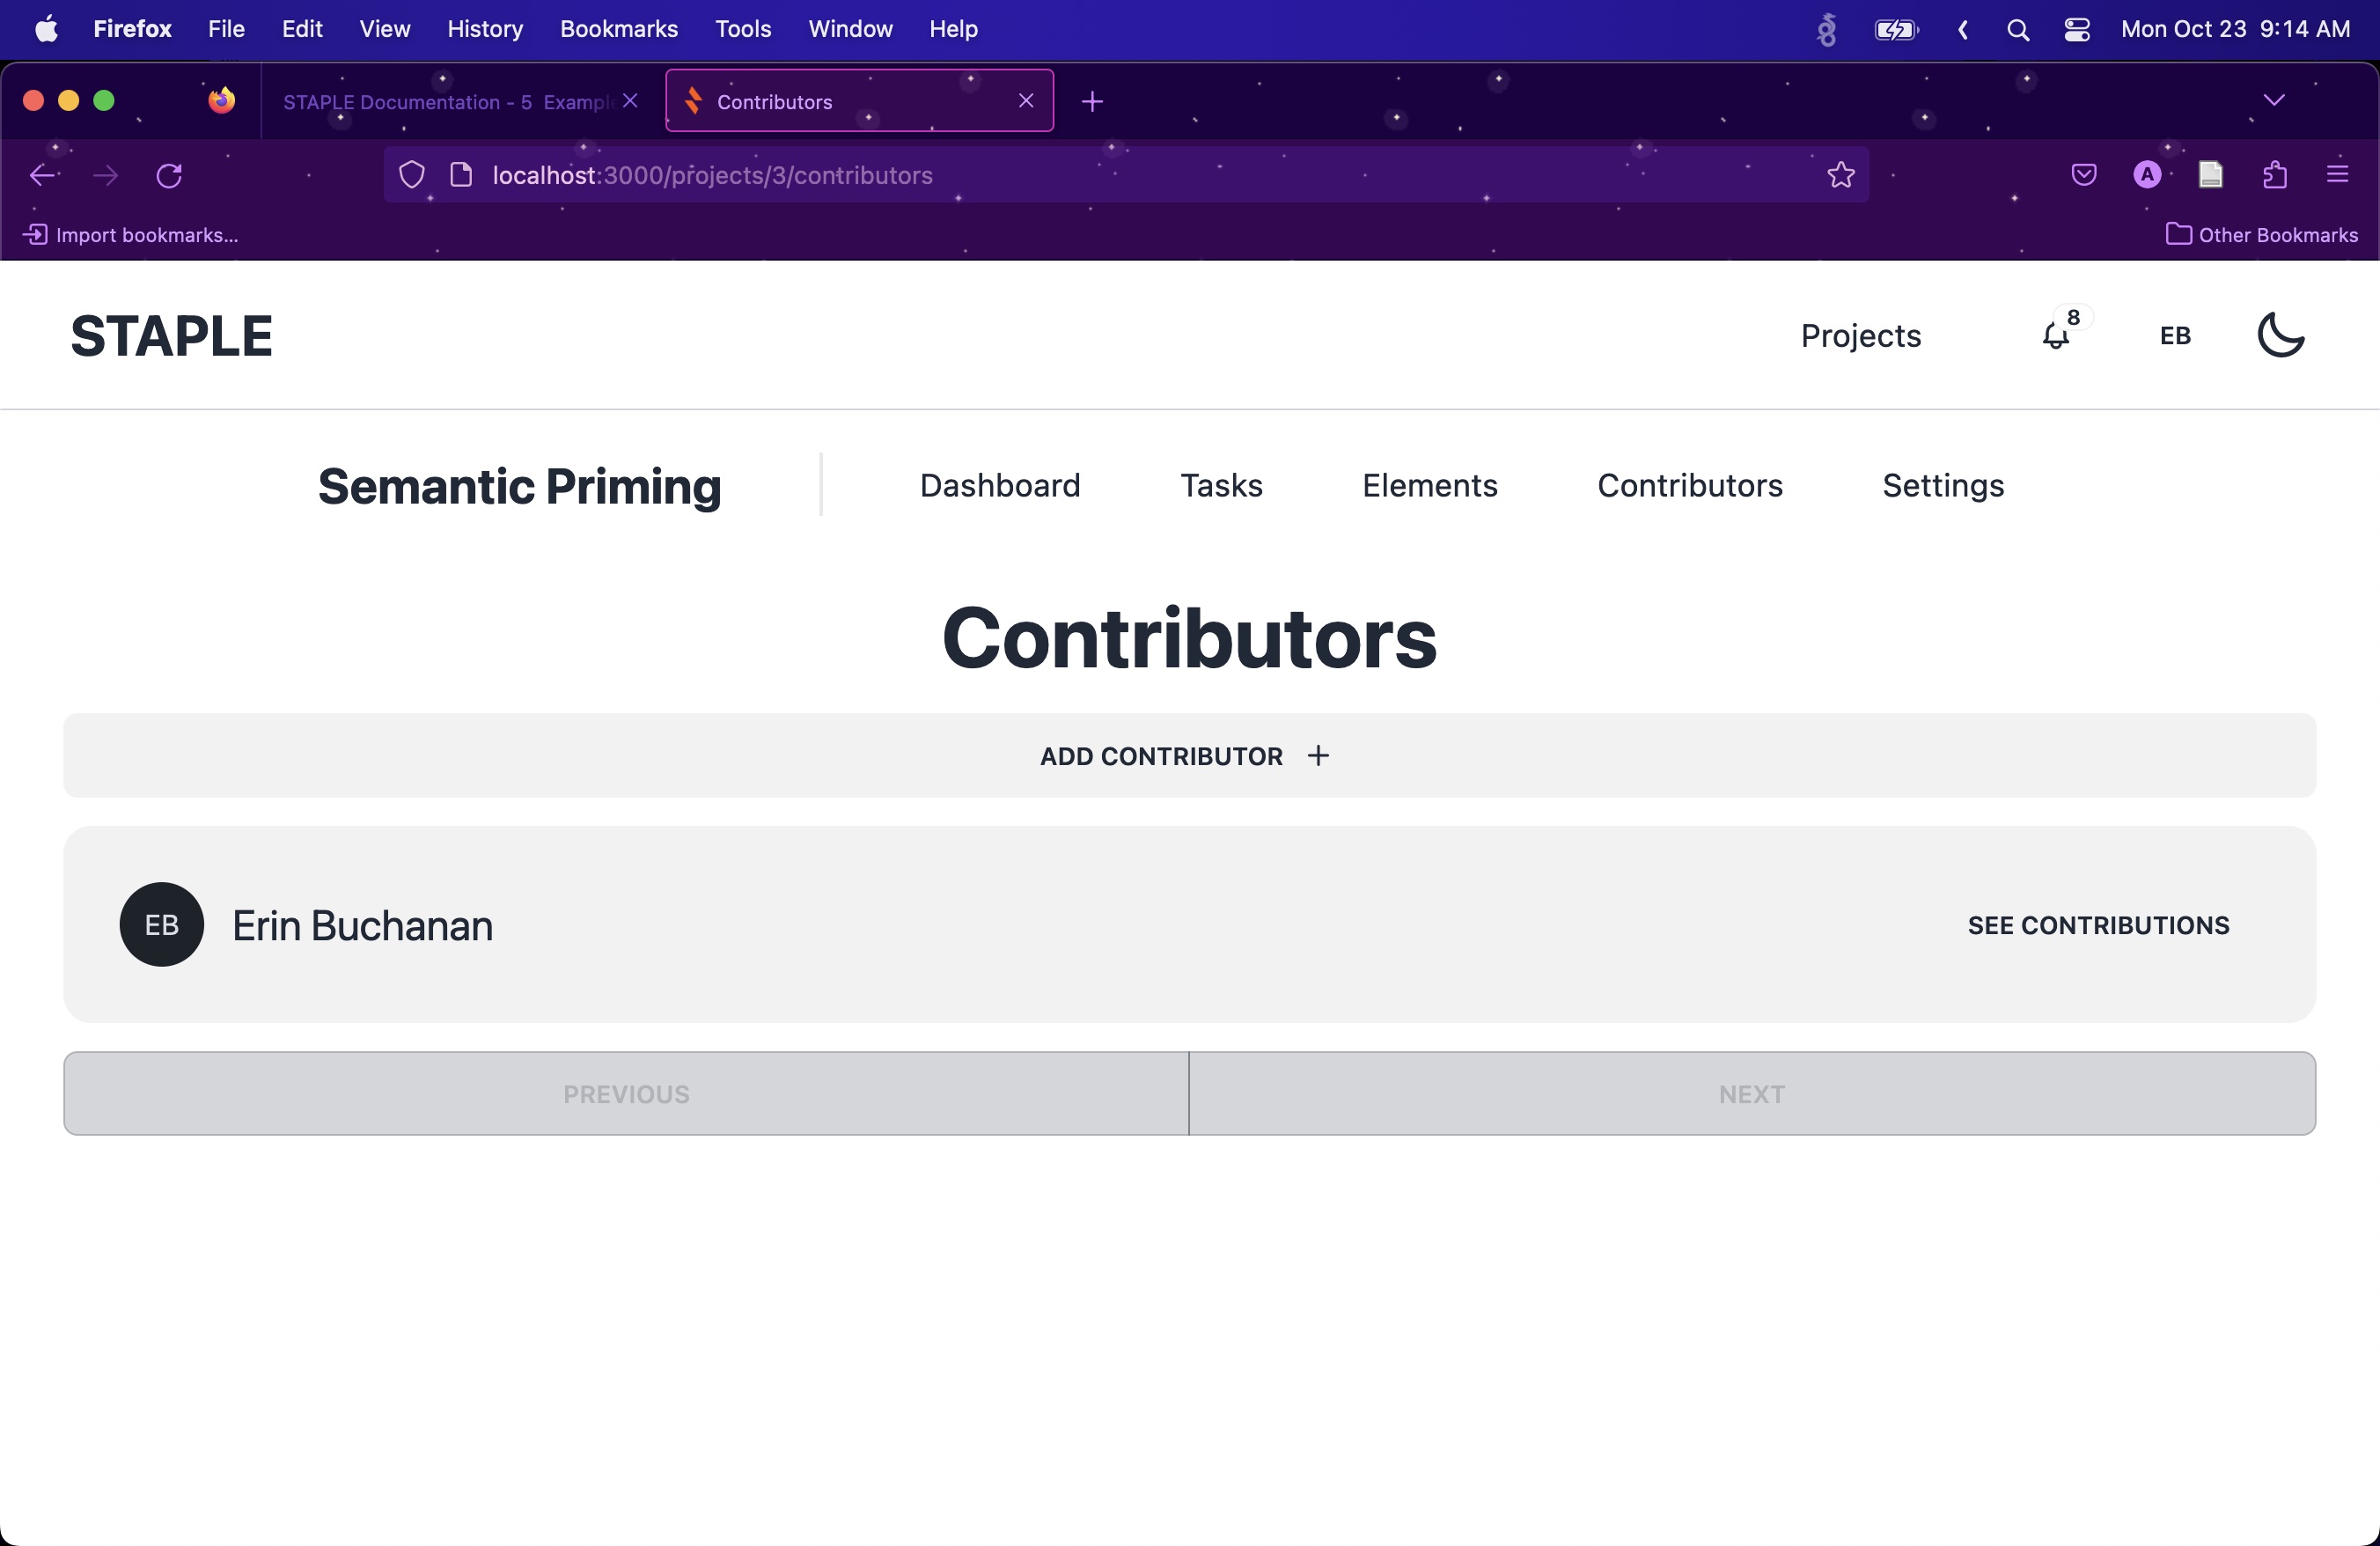 Firefox File Edit View History Bookmarks Tools Window Help Mon Oct 23 9:14 AM
STAPLE Documentation - 5 Contributors
localhost:3000/projects/3/contributors A
Import bookmarks... Other Bookmarks
STAPLE Projects 8 EB
Semantic Priming Dashboard Tasks Elements Contributors Settings
Contributors
ADD CONTRIBUTOR +
EB Erin Buchanan SEE CONTRIBUTIONS
PREVIOUS NEXT